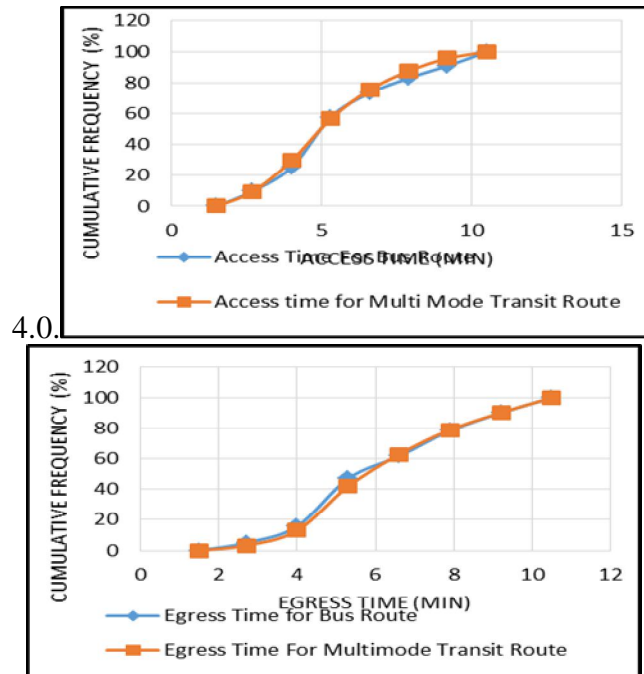 CUMULATIVE FREQUENCY (%)
120
100
80
60
40
20
0
0 5 10 15
ACCESS TIME (MIN)
Access Time For Bus Route
Access time for Multi Mode Transit Route
4.0.
CUMULATIVE FREQUENCY (%)
120
100
80
60
40
20
0
0 2 4 6 8 10 12
EGRESS TIME (MIN)
Egress Time for Bus Route
Egress Time For Multimode Transit Route